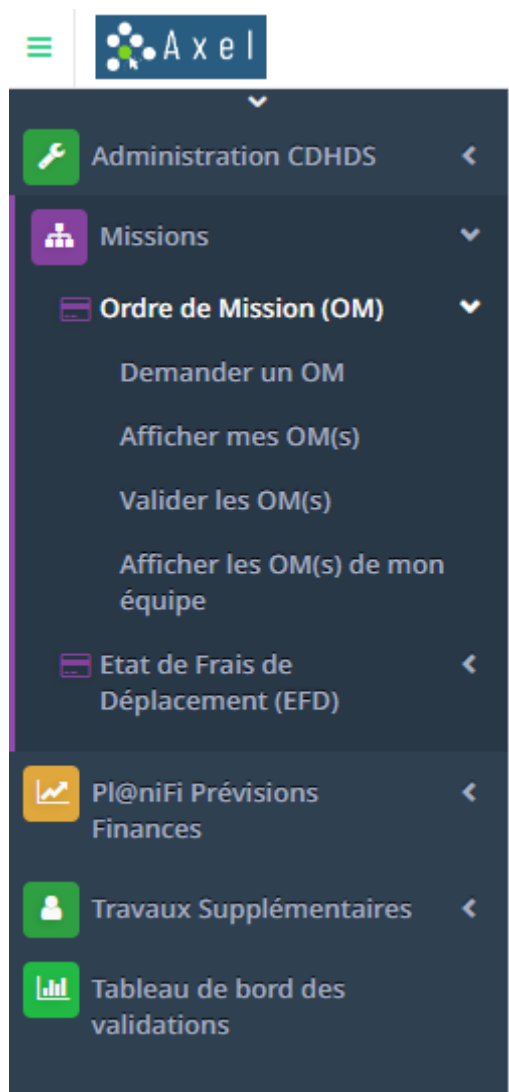 Axel
Administration CDHDS
Missions
Ordre de Mission (OM)
Demander un OM
Afficher mes OM(s)
Valider les OM(s)
Afficher les OM(s) de mon
équipe
Etat de Frais de
Déplacement (EFD)
Pl@niFi Prévisions
Finances
Travaux Supplémentaires
Tableau de bord des
validations